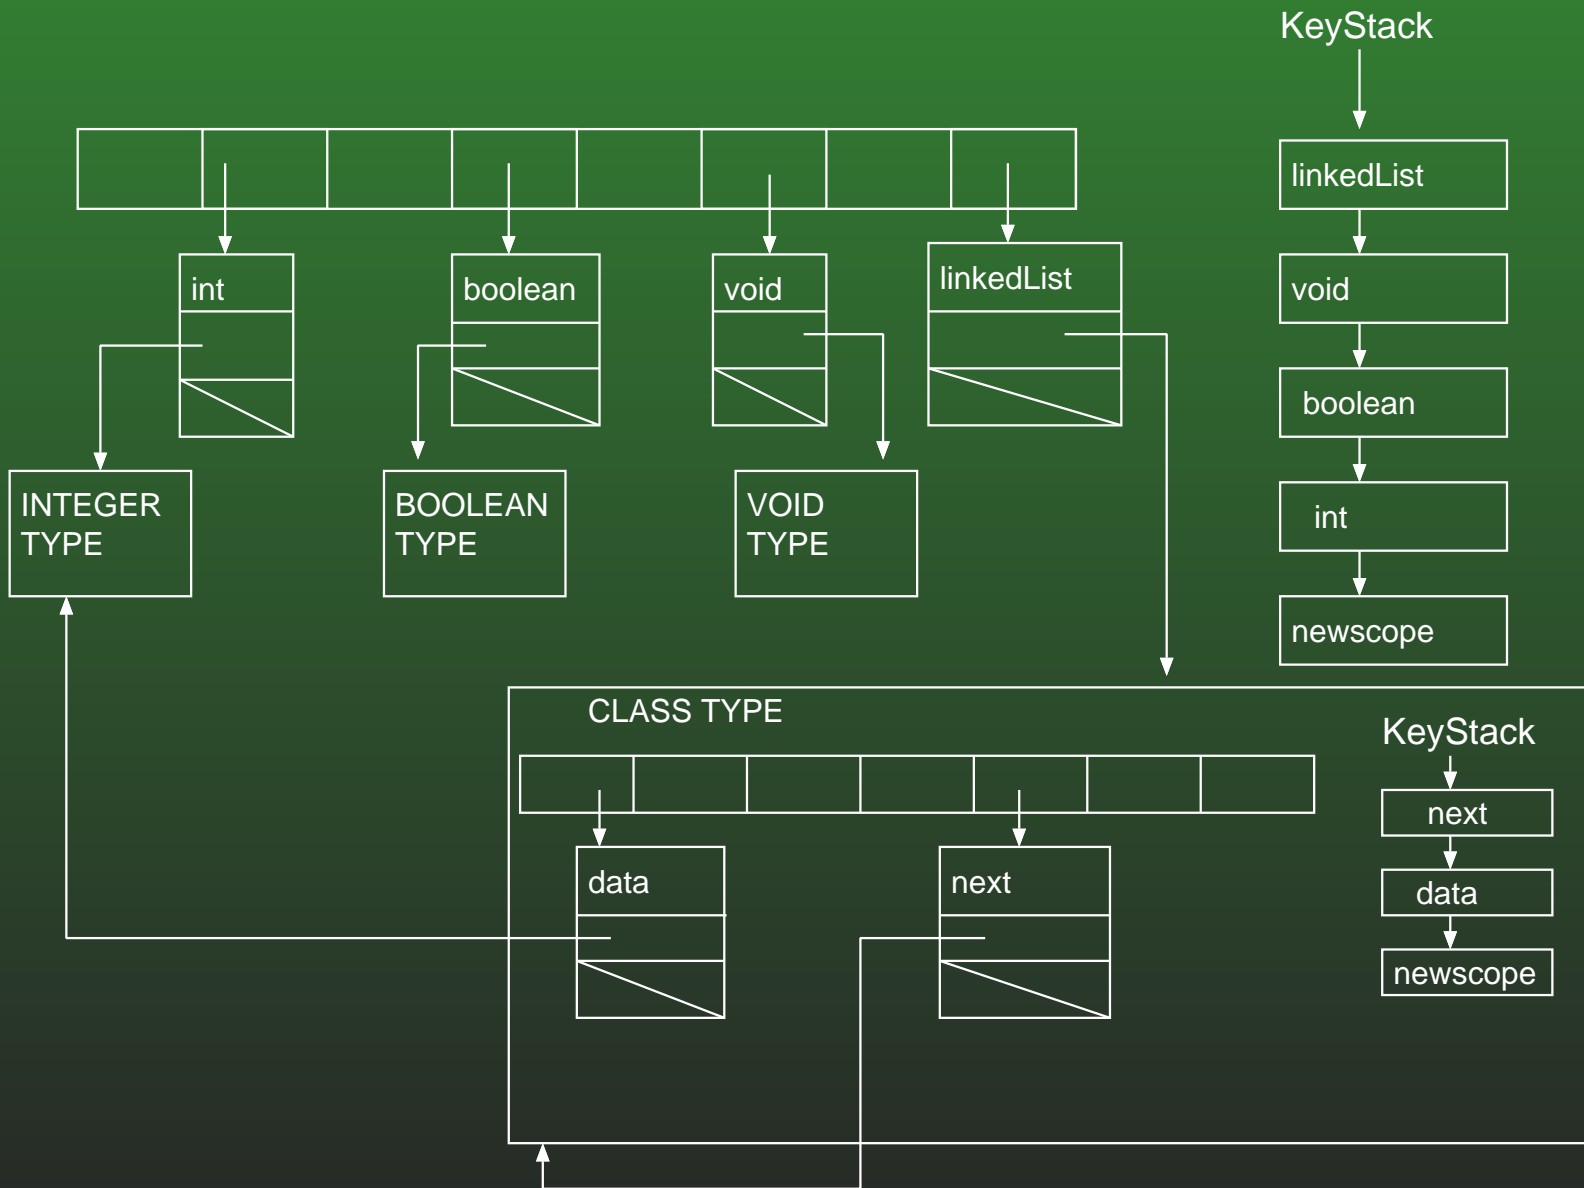 KeyStack
linkedList
void
boolean
int
newscope
int
boolean
void
linkedList
INTEGER
TYPE
BOOLEAN
TYPE
VOID
TYPE
CLASS TYPE
data
next
KeyStack
next
data
newscope